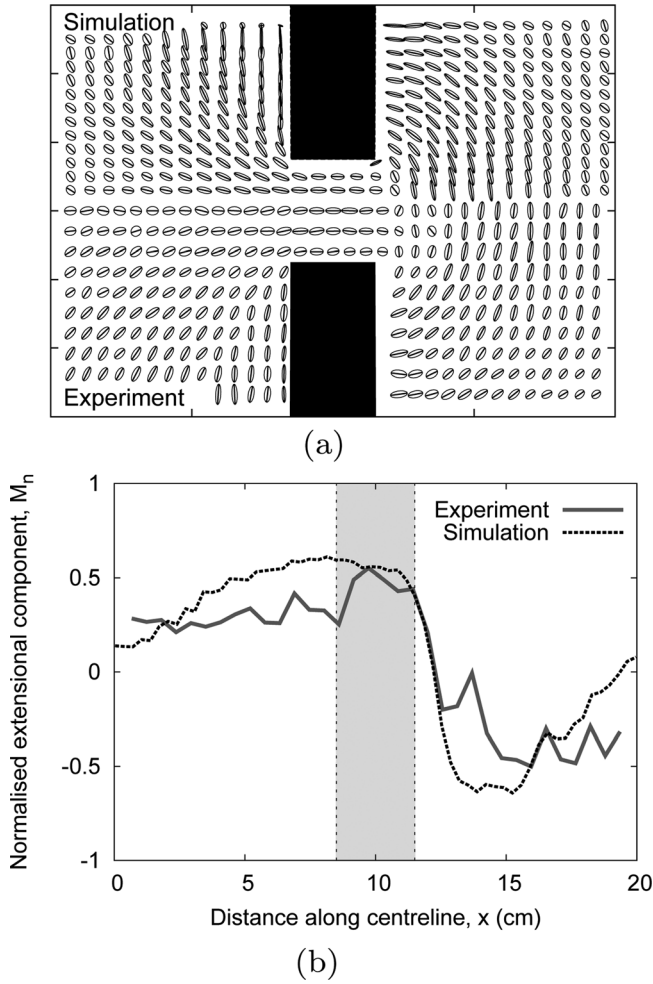 Simulation
Experiment
(a)
Normalised extensional component, Mn
1
0.5
0
-0.5
-1
Experiment
Simulation
0 5 10 15 20
Distance along centreline, x (cm)
(b)